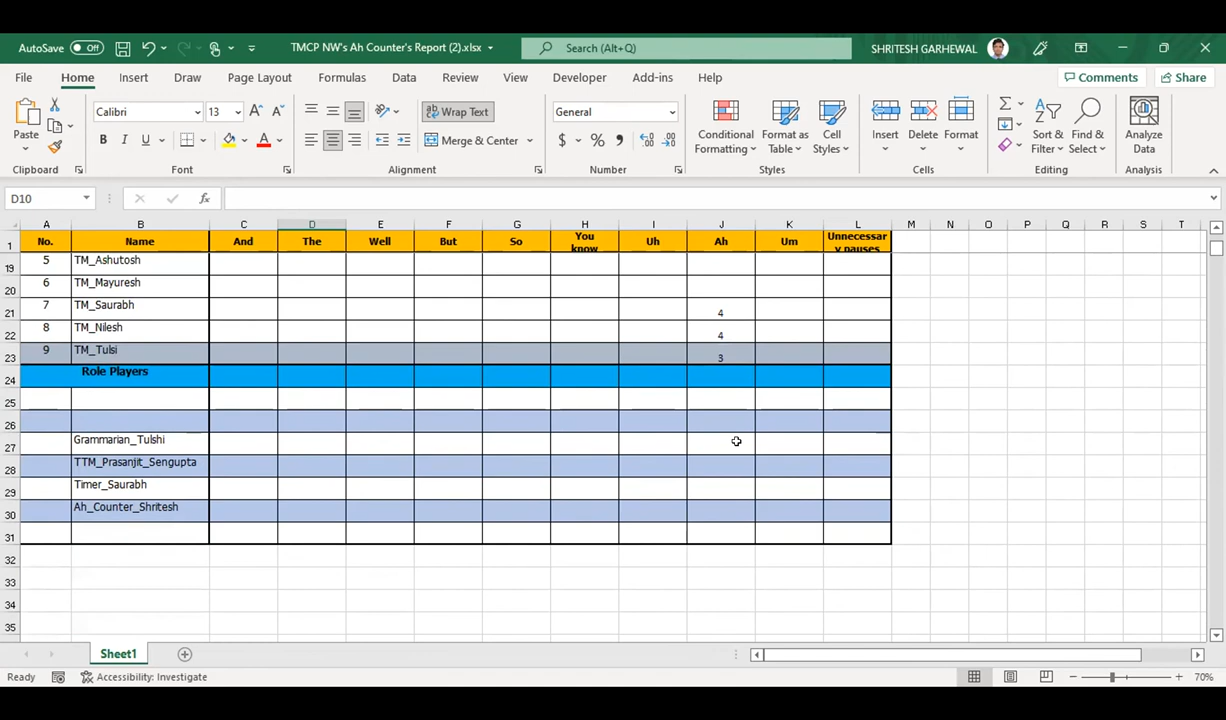 AutoSave Off TMCP NW's Ah Counter's Report (2).xlsx Search (Alt+Q) SHRITESH GARHEWAL
File Home Insert Draw Page Layout Formulas Data Review View Developer Add-ins Help Comments Share
Paste
Calibri 13 A A
B I U A
Wrap Text
Merge & Center
General
$ % 9
Conditional Formatting
Format as Table
Cell Styles
Insert
Delete
Format
Sort & Filter
Find & Select
Analyze Data
Clipboard Font Alignment Number Styles Cells Editing Analysis
D10 fx
A B C D E F G H I J K L M N O P Q R S T
1 No. Name And The Well But So You know Uh Ah Um Unnecessary pauses
19 5 TM_Ashutosh
20 6 TM_Mayuresh
21 7 TM_Saurabh 4
22 8 TM_Nilesh 4
23 9 TM_Tulsi 3
24 Role Players
25
26
27 Grammarian_Tulshi
28 TTM_Prasanjit_Sengupta
29 Timer_Saurabh
30 Ah_Counter_Shritesh
31
32
33
34
35
Sheet1
Ready Accessibility: Investigate 70%